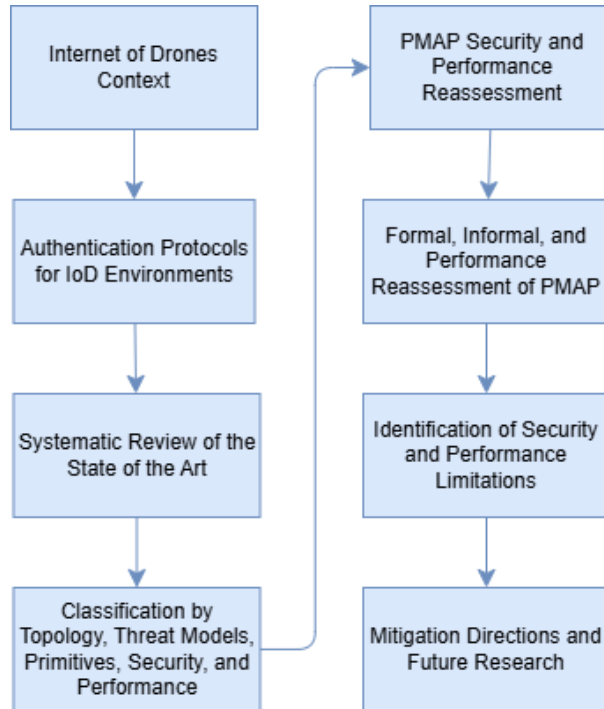 Internet of Drones
Context
Authentication Protocols
for IoD Environments
Systematic Review of the
State of the Art
Classification by
Topology, Threat Models,
Primitives, Security, and
Performance
PMAP Security and
Performance
Reassessment
Formal, Informal, and
Performance
Reassessment of PMAP
Identification of Security
and Performance
Limitations
Mitigation Directions and
Future Research